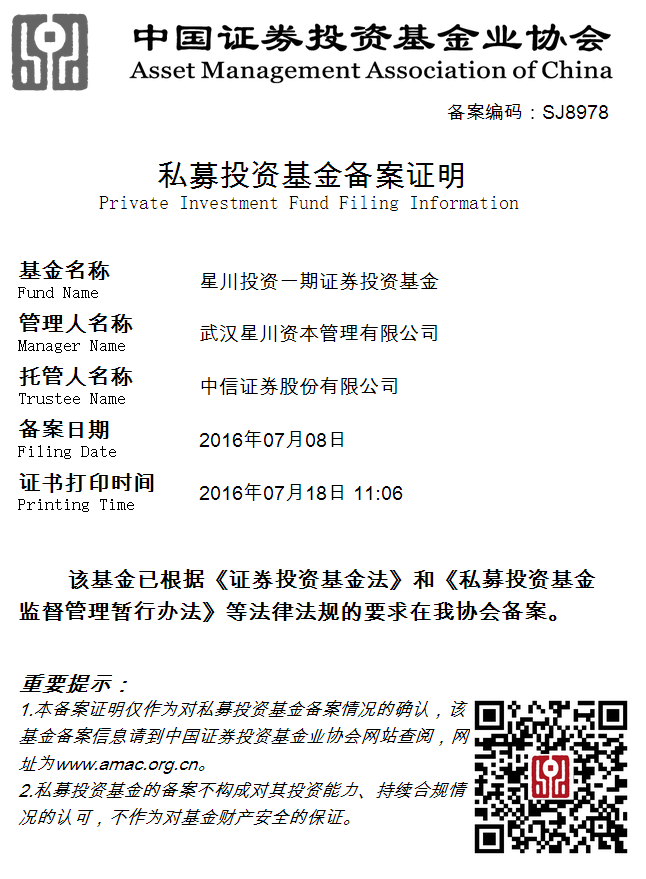 中国证券投资基金业协会
Asset Management Association of China
备案编码：SJ8978
私募投资基金备案证明
Private Investment Fund Filing Information
基金名称
Fund Name
星川投资一期证券投资基金
管理人名称
Manager Name
武汉星川资本管理有限公司
托管人名称
Trustee Name
中信证券股份有限公司
备案日期
Filing Date
2016年07月08日
证书打印时间
Printing Time
2016年07月18日 11:06
该基金已根据《证券投资基金法》和《私募投资基金
监督管理暂行办法》等法律法规的要求在我协会备案。
重要提示：
1.本备案证明仅作为对私募投资基金备案情况的确认，该
基金备案信息请到中国证券投资基金业协会网站查阅，网
址为www.amac.org.cn。
2.私募投资基金的备案不构成对其投资能力、持续合规情
况的认可，不作为对基金财产安全的保证。